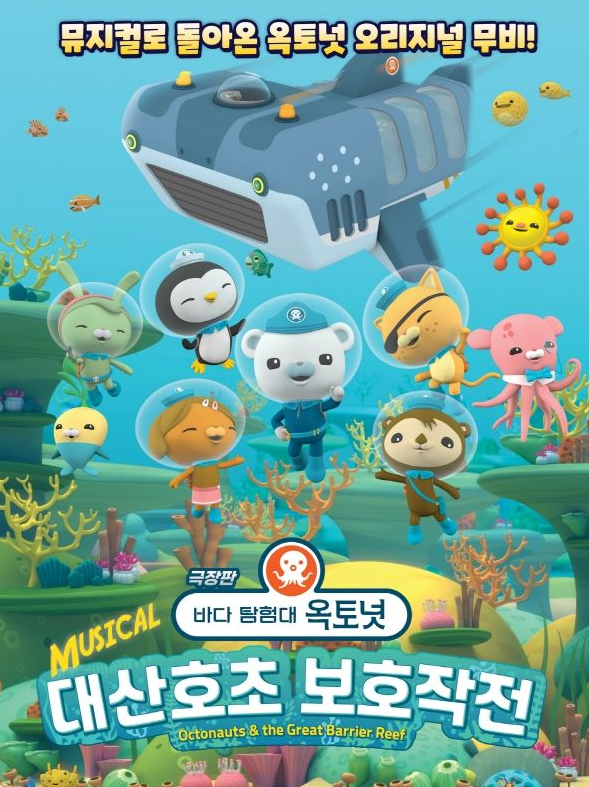 뮤지컬로 돌아온 옥토넛 오리지널 무비!
극장판
바다 탐험대 옥토넛
MUSICAL
대산호초 보호작전
Octonauts & the Great Barrier Reef